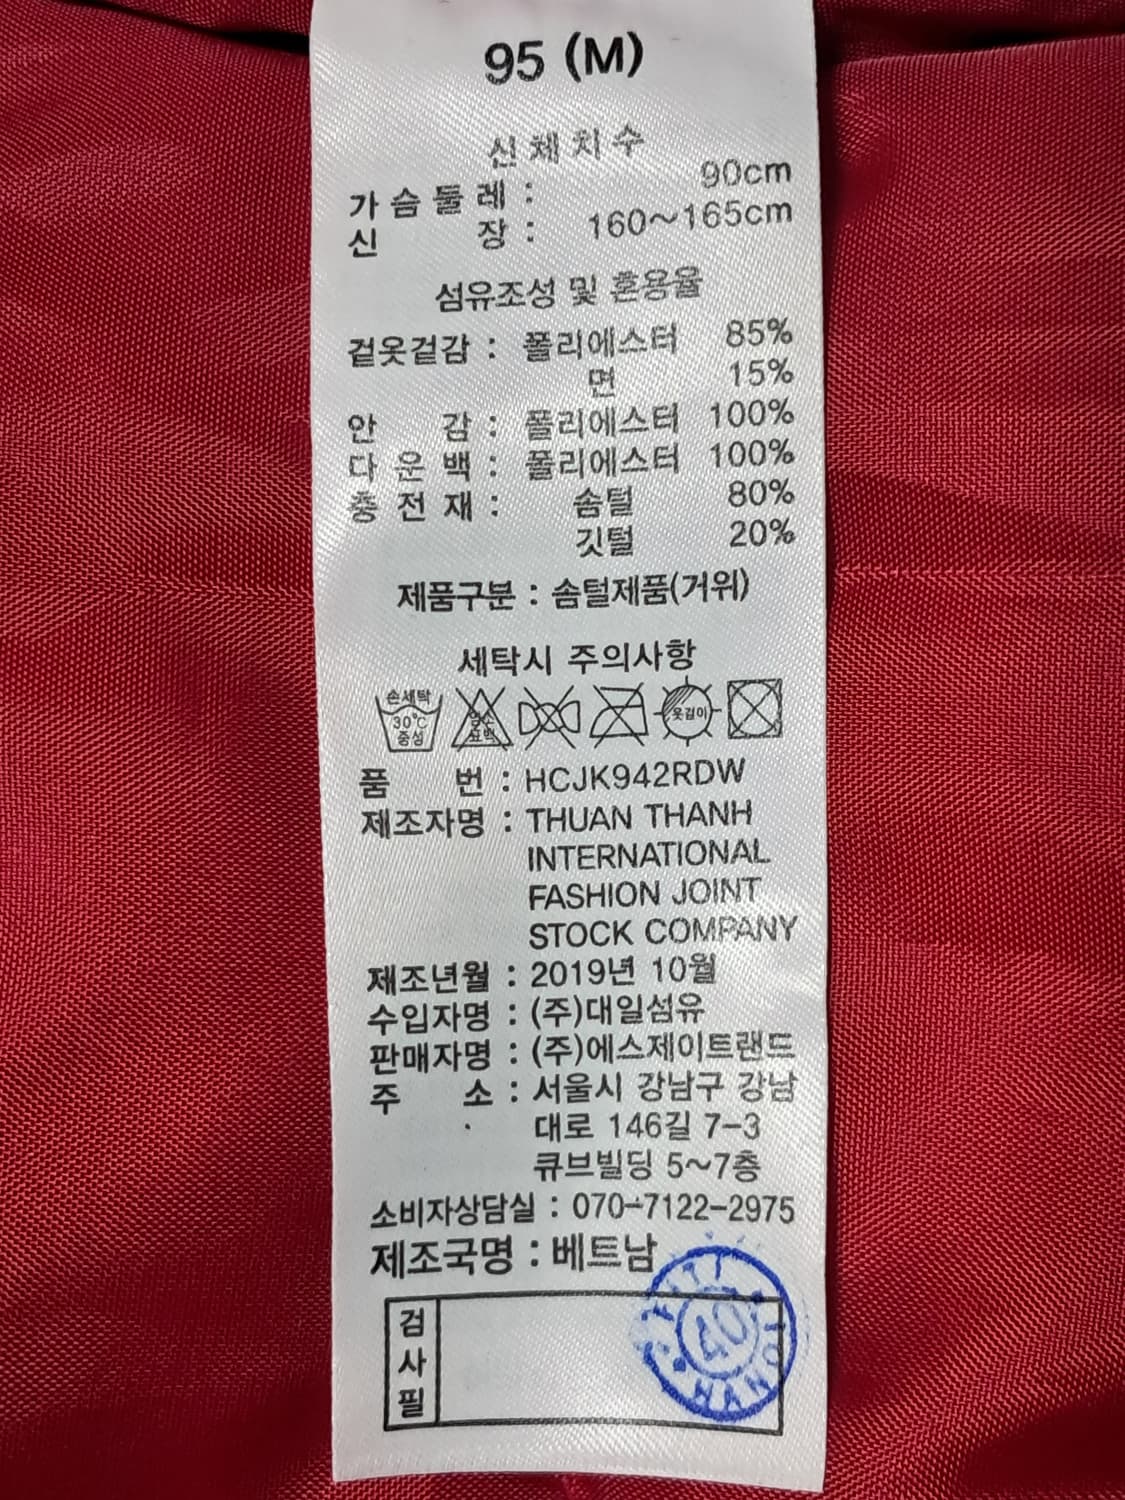 95 (M)
신체치수
가슴둘레 : 90cm
신 장 : 160~165cm
섬유조성 및 혼용율
겉옷겉감 : 폴리에스터 85%
면 15%
안 감 : 폴리에스터 100%
다 운 백 : 폴리에스터 100%
충 전 재 : 솜털 80%
깃털 20%
제품구분 : 솜털제품(거위)
세탁시 주의사항
손세탁
30℃
중성
염소
표백
옷걸이
품 번 : HCJK942RDW
제조자명 : THUAN THANH
INTERNATIONAL
FASHION JOINT
STOCK COMPANY
제조년월 : 2019년 10월
수입자명 : (주)대일섬유
판매자명 : (주)에스제이트랜드
주 소 : 서울시 강남구 강남
대로 146길 7-3
큐브빌딩 5~7층
소비자상담실 : 070-7122-2975
제조국명 : 베트남
검사필
40